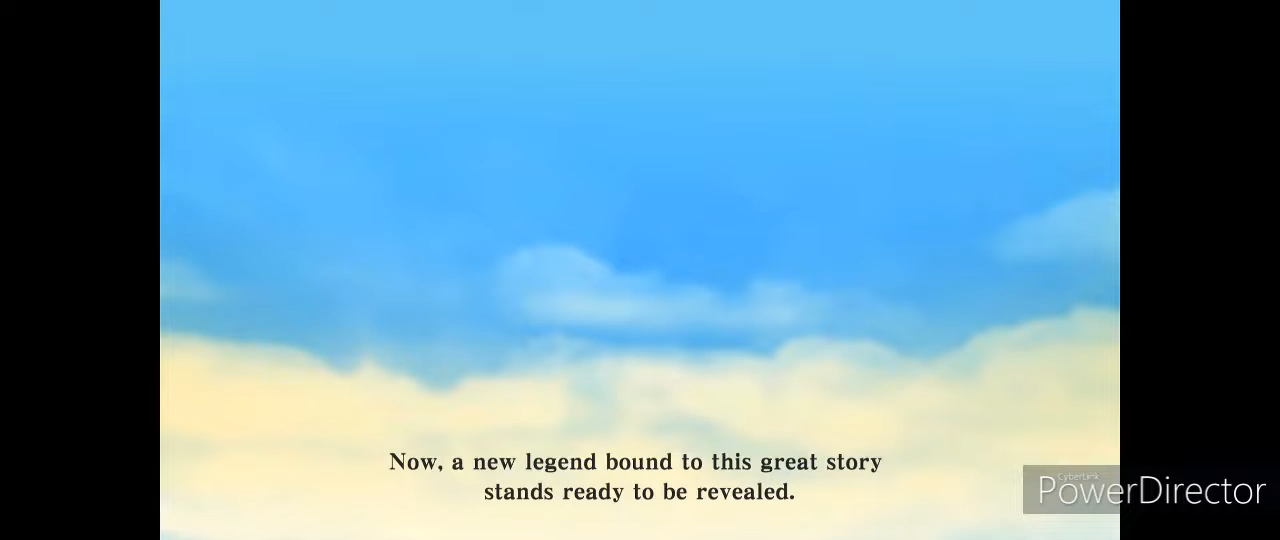 Now, a new legend bound to this great story
stands ready to be revealed.
CyberLink
PowerDirector